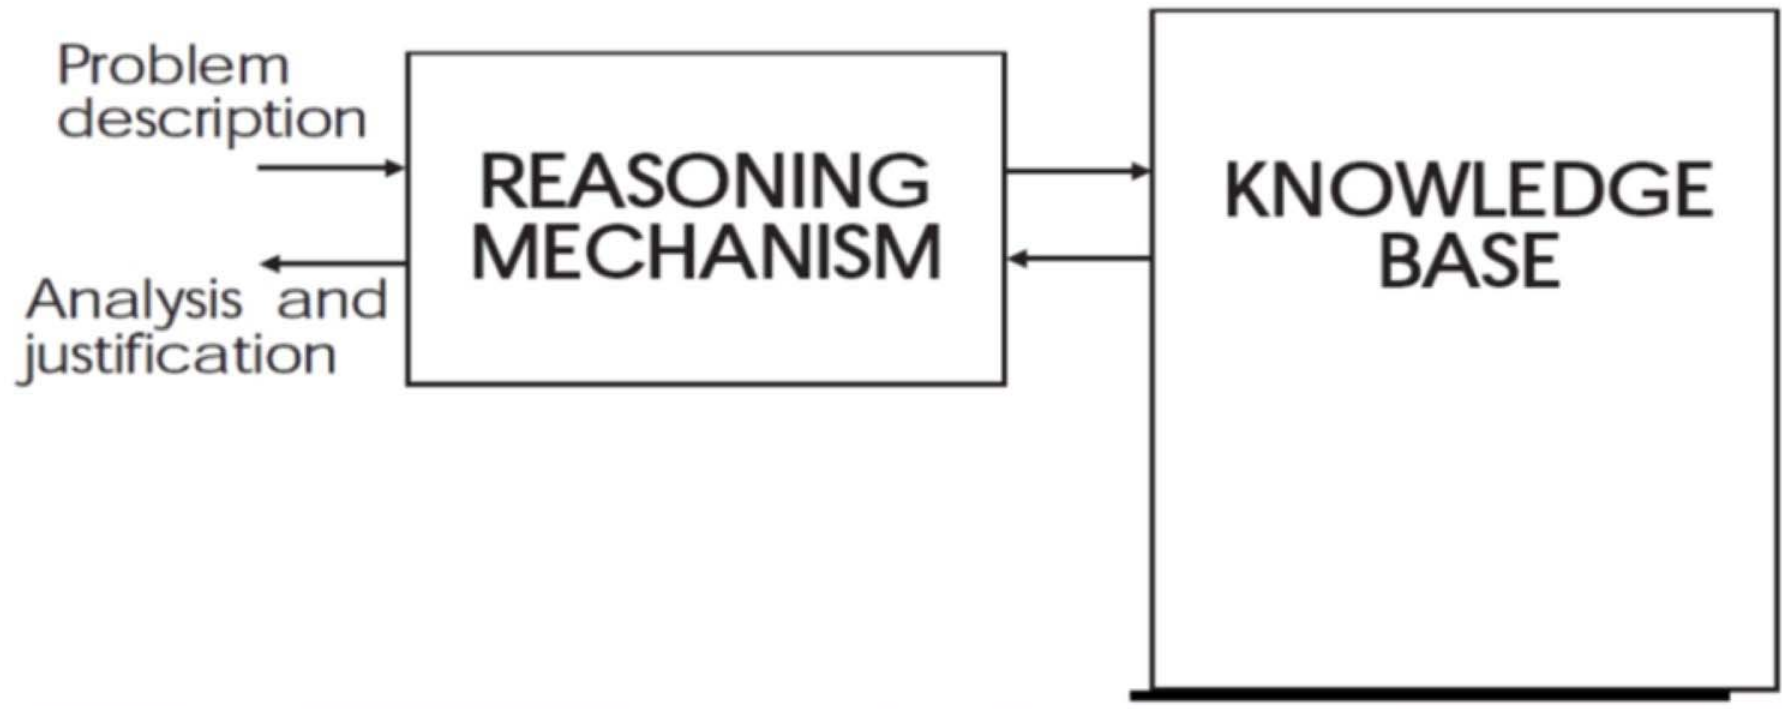 Problem
description
REASONING
MECHANISM
KNOWLEDGE
BASE
Analysis and
justification